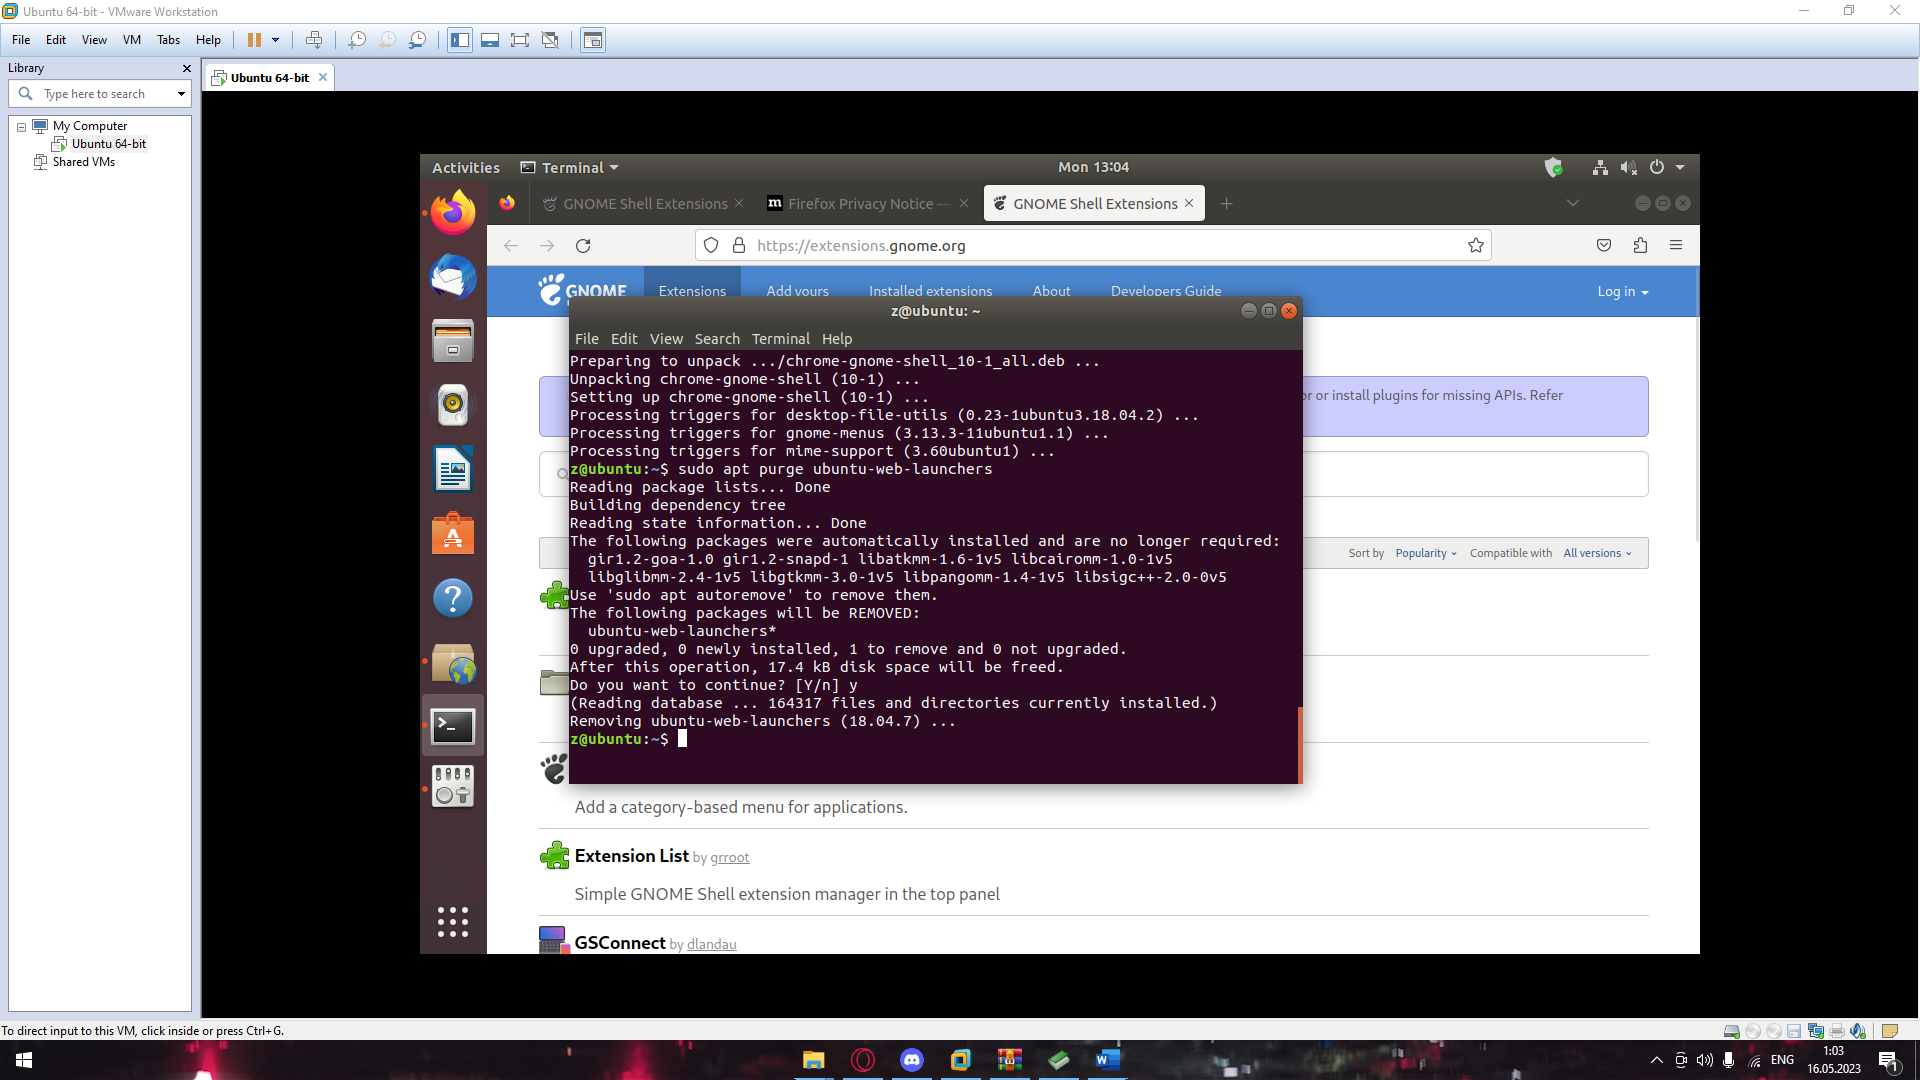 Ubuntu 64-bit - VMware Workstation
File Edit View VM Tabs Help
Library
Ubuntu 64-bit
Type here to search
My Computer
Ubuntu 64-bit
Shared VMs
Activities Terminal Mon 13:04
GNOME Shell Extensions Firefox Privacy Notice — GNOME Shell Extensions
https://extensions.gnome.org
GNOME Extensions Add yours Installed extensions About Developers Guide Log in
z@ubuntu: ~
File Edit View Search Terminal Help
Preparing to unpack .../chrome-gnome-shell_10-1_all.deb ...
Unpacking chrome-gnome-shell (10-1) ...
Setting up chrome-gnome-shell (10-1) ...
or install plugins for missing APIs. Refer
Processing triggers for desktop-file-utils (0.23-1ubuntu3.18.04.2) ...
Processing triggers for gnome-menus (3.13.3-11ubuntu1.1) ...
Processing triggers for mime-support (3.60ubuntu1) ...
z@ubuntu:~$ sudo apt purge ubuntu-web-launchers
Reading package lists... Done
Building dependency tree
Reading state information... Done
The following packages were automatically installed and are no longer required:
gir1.2-goa-1.0 gir1.2-snapd-1 libatkmm-1.6-1v5 libcairomm-1.0-1v5
libglibmm-2.4-1v5 libgtkmm-3.0-1v5 libpangomm-1.4-1v5 libsigc++-2.0-0v5
Sort by Popularity Compatible with All versions
Use 'sudo apt autoremove' to remove them.
The following packages will be REMOVED:
ubuntu-web-launchers*
0 upgraded, 0 newly installed, 1 to remove and 0 not upgraded.
After this operation, 17.4 kB disk space will be freed.
Do you want to continue? [Y/n] y
(Reading database ... 164317 files and directories currently installed.)
Removing ubuntu-web-launchers (18.04.7) ...
z@ubuntu:~$
Add a category-based menu for applications.
Extension List by grroot
Simple GNOME Shell extension manager in the top panel
GSConnect by dlandau
To direct input to this VM, click inside or press Ctrl+G.
ENG
1:03
16.05.2023
1